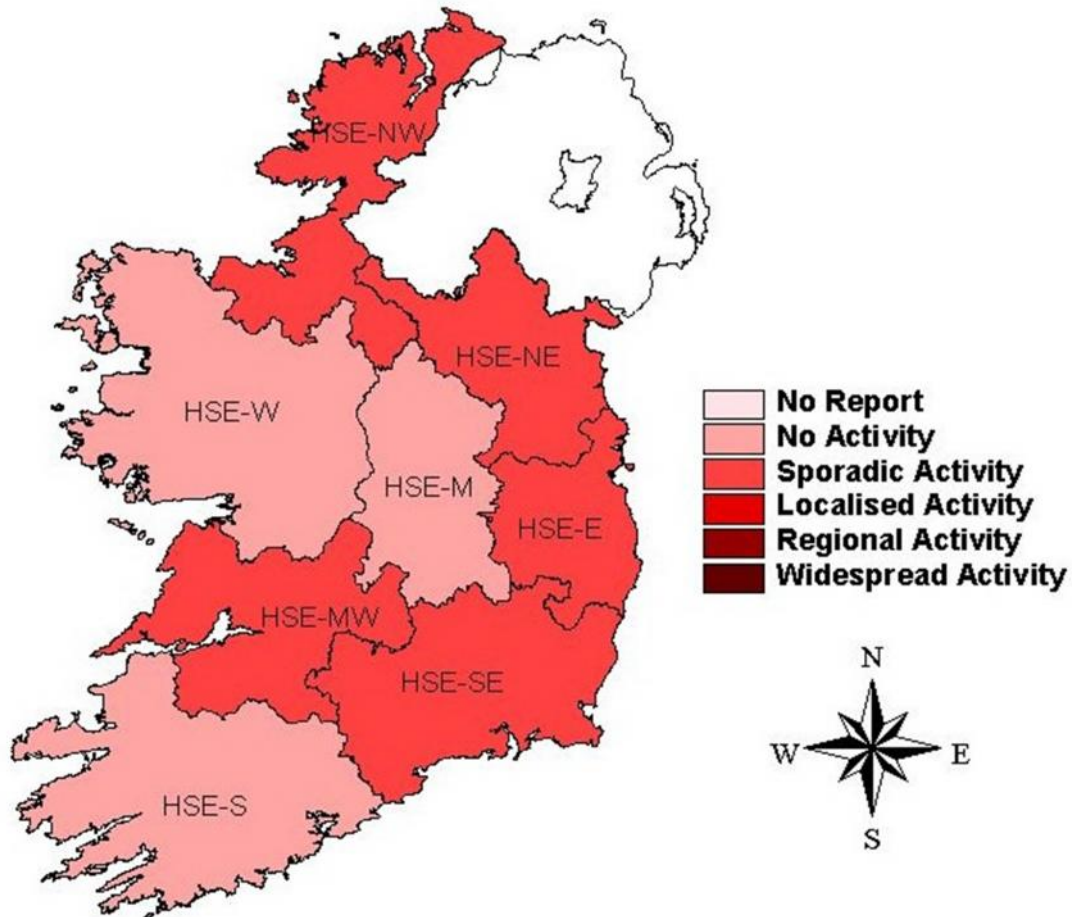 HSE-NW
HSE-NE
HSE-W
HSE-M
HSE-E
HSE-MW
HSE-SE
HSE-S
No Report
No Activity
Sporadic Activity
Localised Activity
Regional Activity
Widespread Activity
N
W E
S